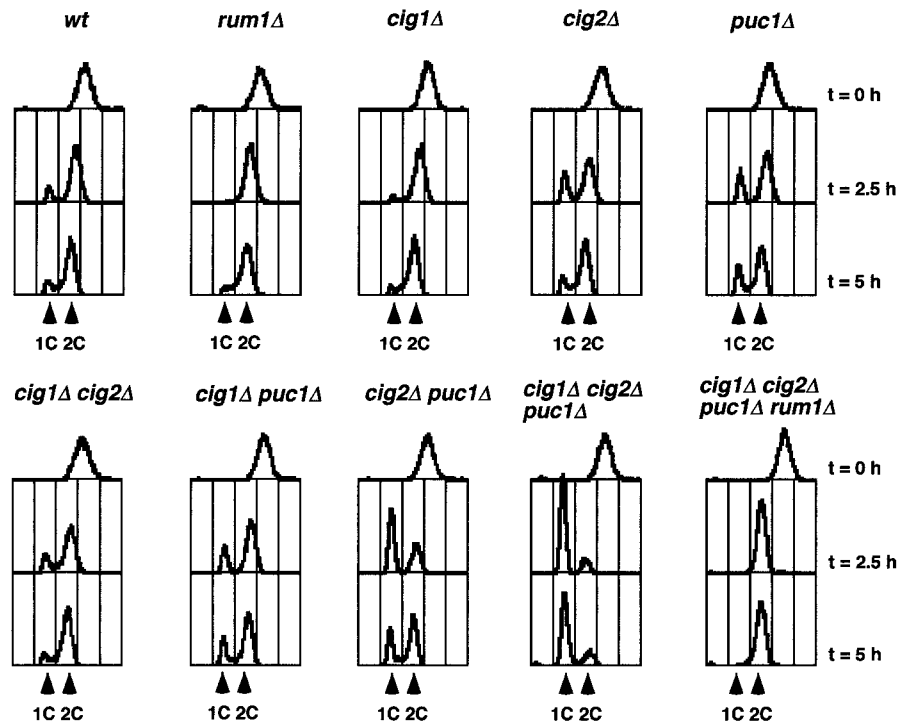 wt rum1Δ cig1Δ cig2Δ puc1Δ
t = 0 h
t = 2.5 h
t = 5 h
1C 2C 1C 2C 1C 2C 1C 2C 1C 2C
cig1Δ cig2Δ cig1Δ puc1Δ cig2Δ puc1Δ cig1Δ cig2Δ puc1Δ cig1Δ cig2Δ puc1Δ rum1Δ
t = 0 h
t = 2.5 h
t = 5 h
1C 2C 1C 2C 1C 2C 1C 2C 1C 2C